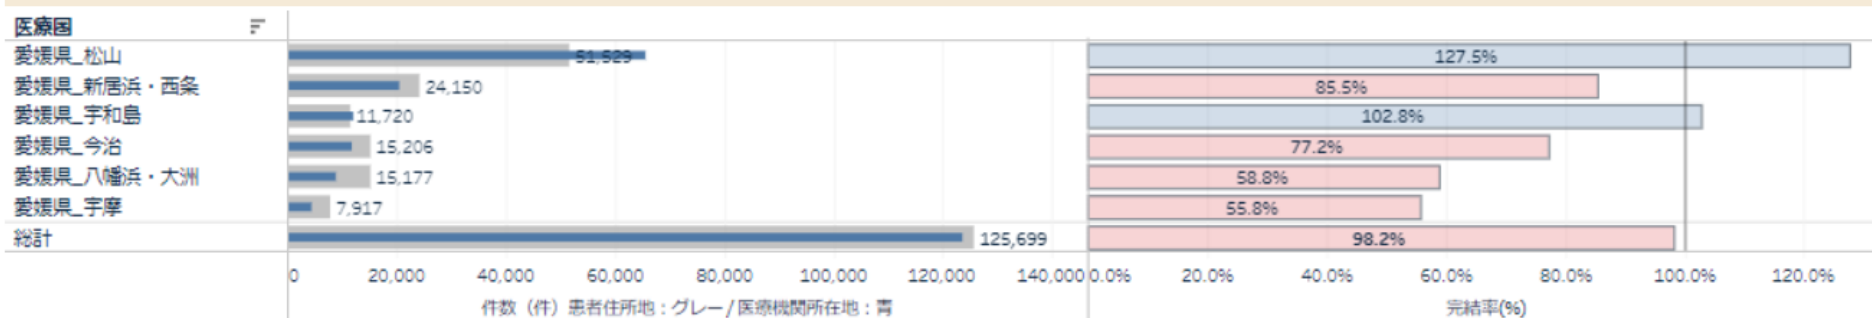 医療圏
愛媛県_松山 51,529 127.5%
愛媛県_新居浜・西条 24,150 85.5%
愛媛県_宇和島 11,720 102.8%
愛媛県_今治 15,206 77.2%
愛媛県_八幡浜・大洲 15,177 58.8%
愛媛県_宇摩 7,917 55.8%
総計 125,699 98.2%
0 20,000 40,000 60,000 80,000 100,000 120,000 140,000 0.0% 20.0% 40.0% 60.0% 80.0% 100.0% 120.0%
件数（件）患者住所地：グレー/医療機関所在地：青 完結率(%)